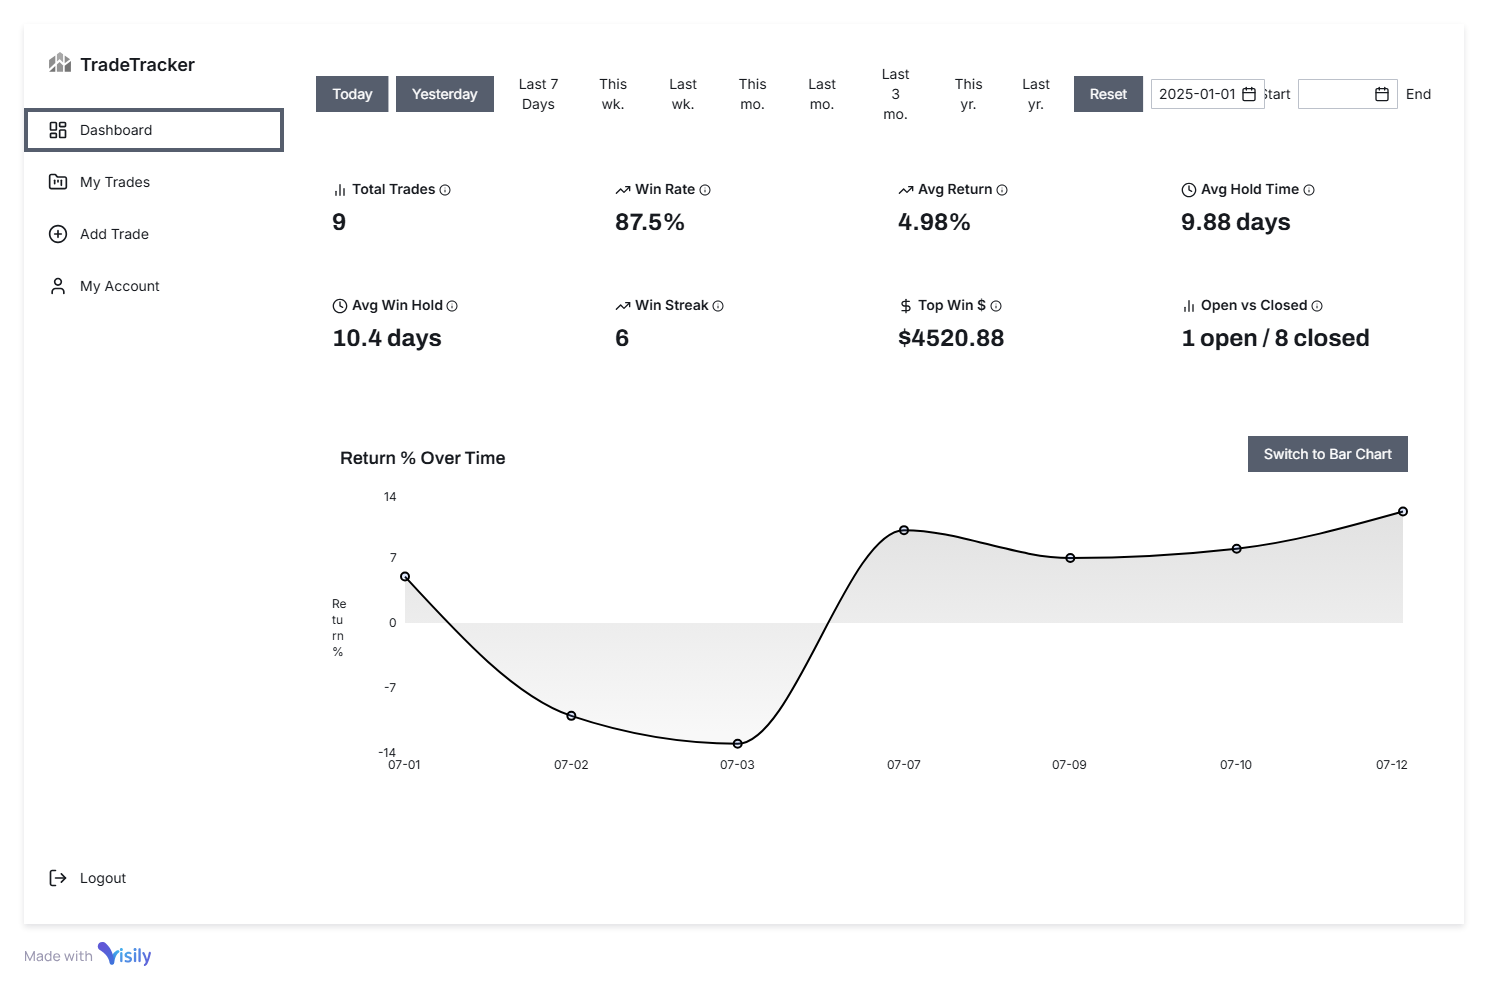 TradeTracker
Dashboard
My Trades
Add Trade
My Account
Logout
Today
Yesterday
Last 7
Days
This
wk.
Last
wk.
This
mo.
Last
mo.
Last
3
mo.
This
yr.
Last
yr.
Reset
2025-01-01
Start
End
Total Trades
9
Win Rate
87.5%
Avg Return
4.98%
Avg Hold Time
9.88 days
Avg Win Hold
10.4 days
Win Streak
6
Top Win $
$4520.88
Open vs Closed
1 open / 8 closed
Return % Over Time
Switch to Bar Chart
14
7
0
-7
-14
Re
tu
rn
%
07-01
07-02
07-03
07-07
07-09
07-10
07-12
Made with Visily